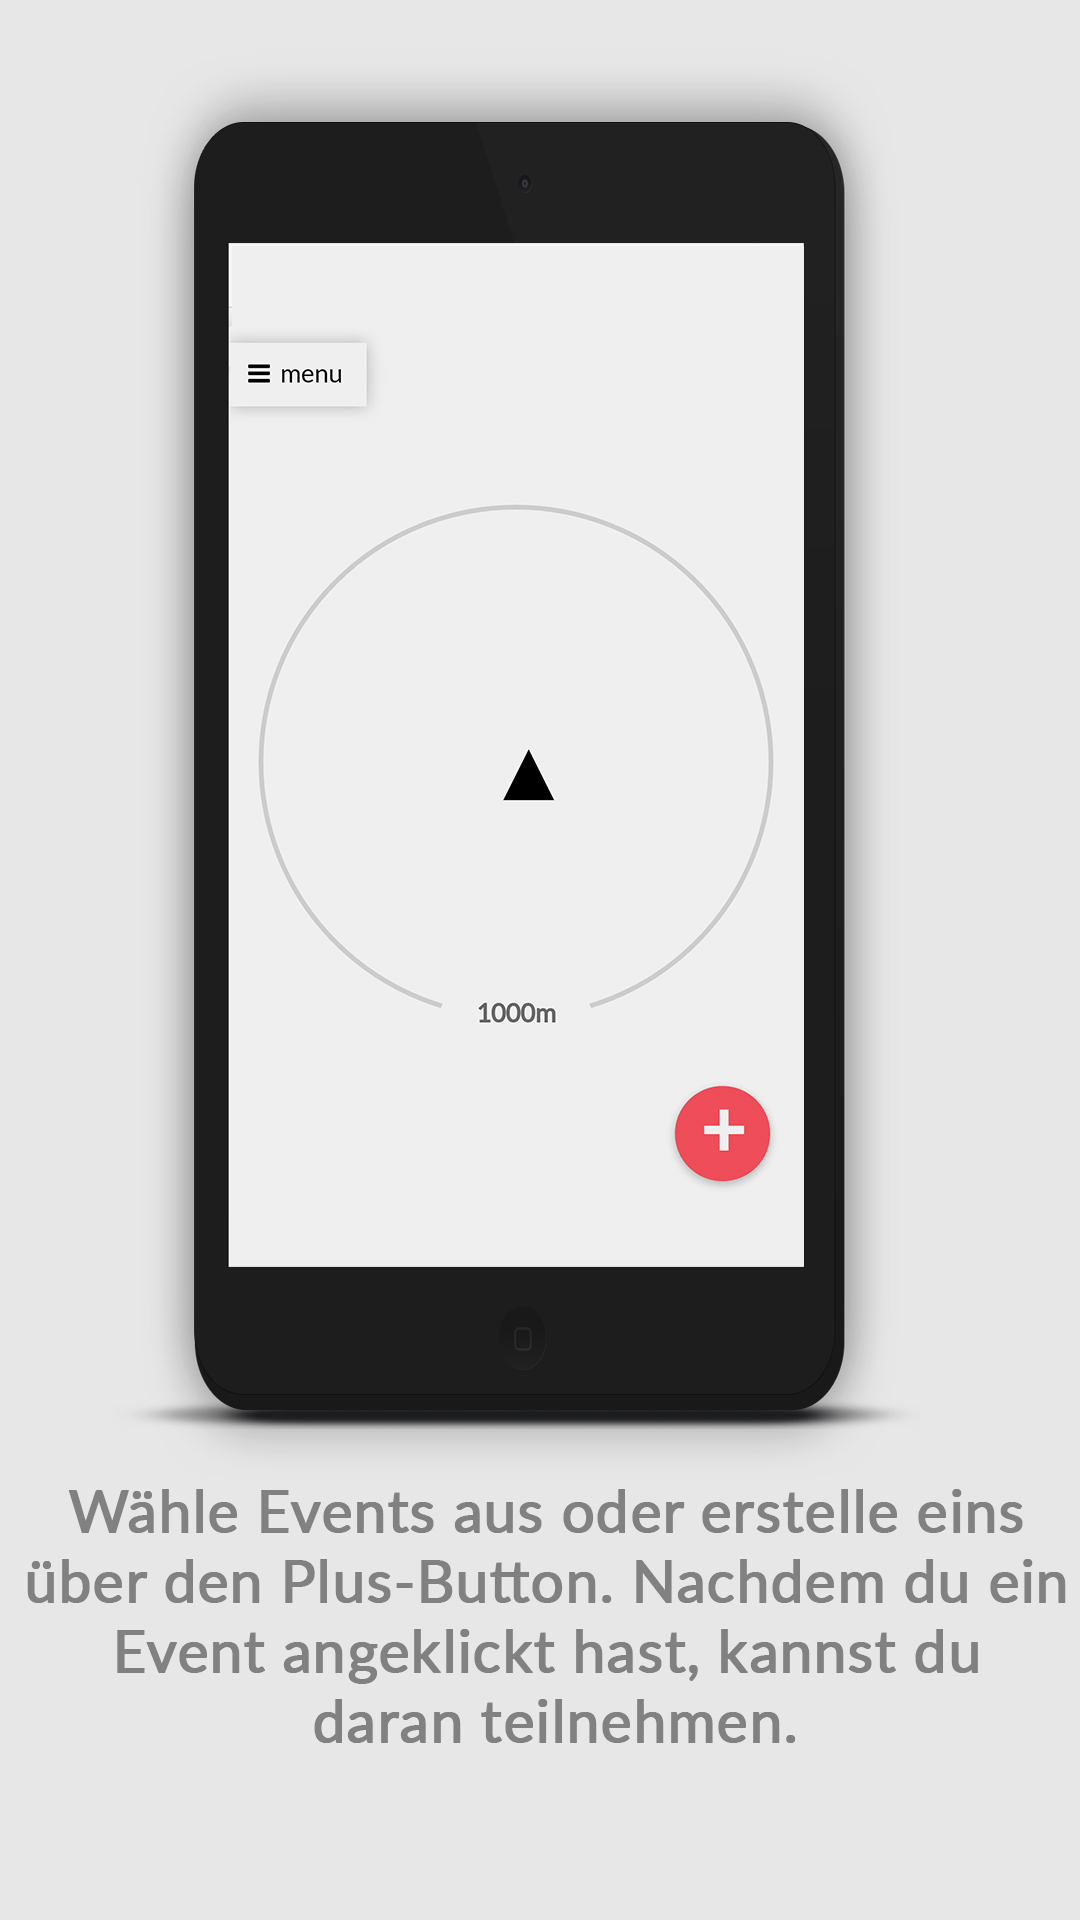 menu
1000m
Wähle Events aus oder erstelle eins
über den Plus-Button. Nachdem du ein
Event angeklickt hast, kannst du
daran teilnehmen.